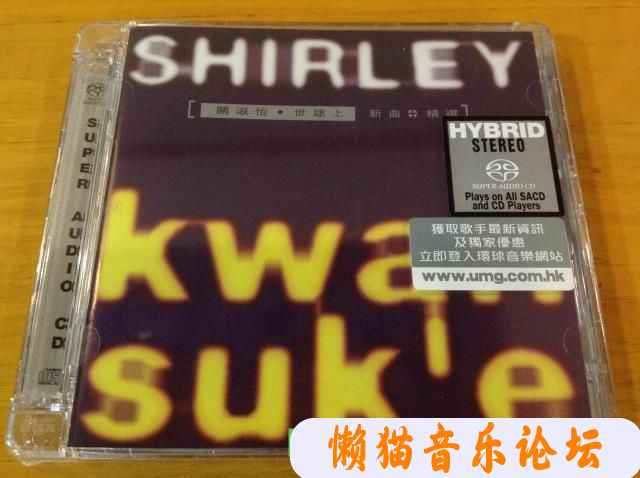 SHIRLEY
[ 關淑怡 • 世途上 新曲＋精選 ]
kwan
suk'e
SUPER AUDIO CD
HYBRID
STEREO
SUPER AUDIO CD
Plays on All SACD
and CD Players
獲取歌手最新資訊
及獨家優惠
立即登入環球音樂網站
www.umg.com.hk
懒猫音乐论坛